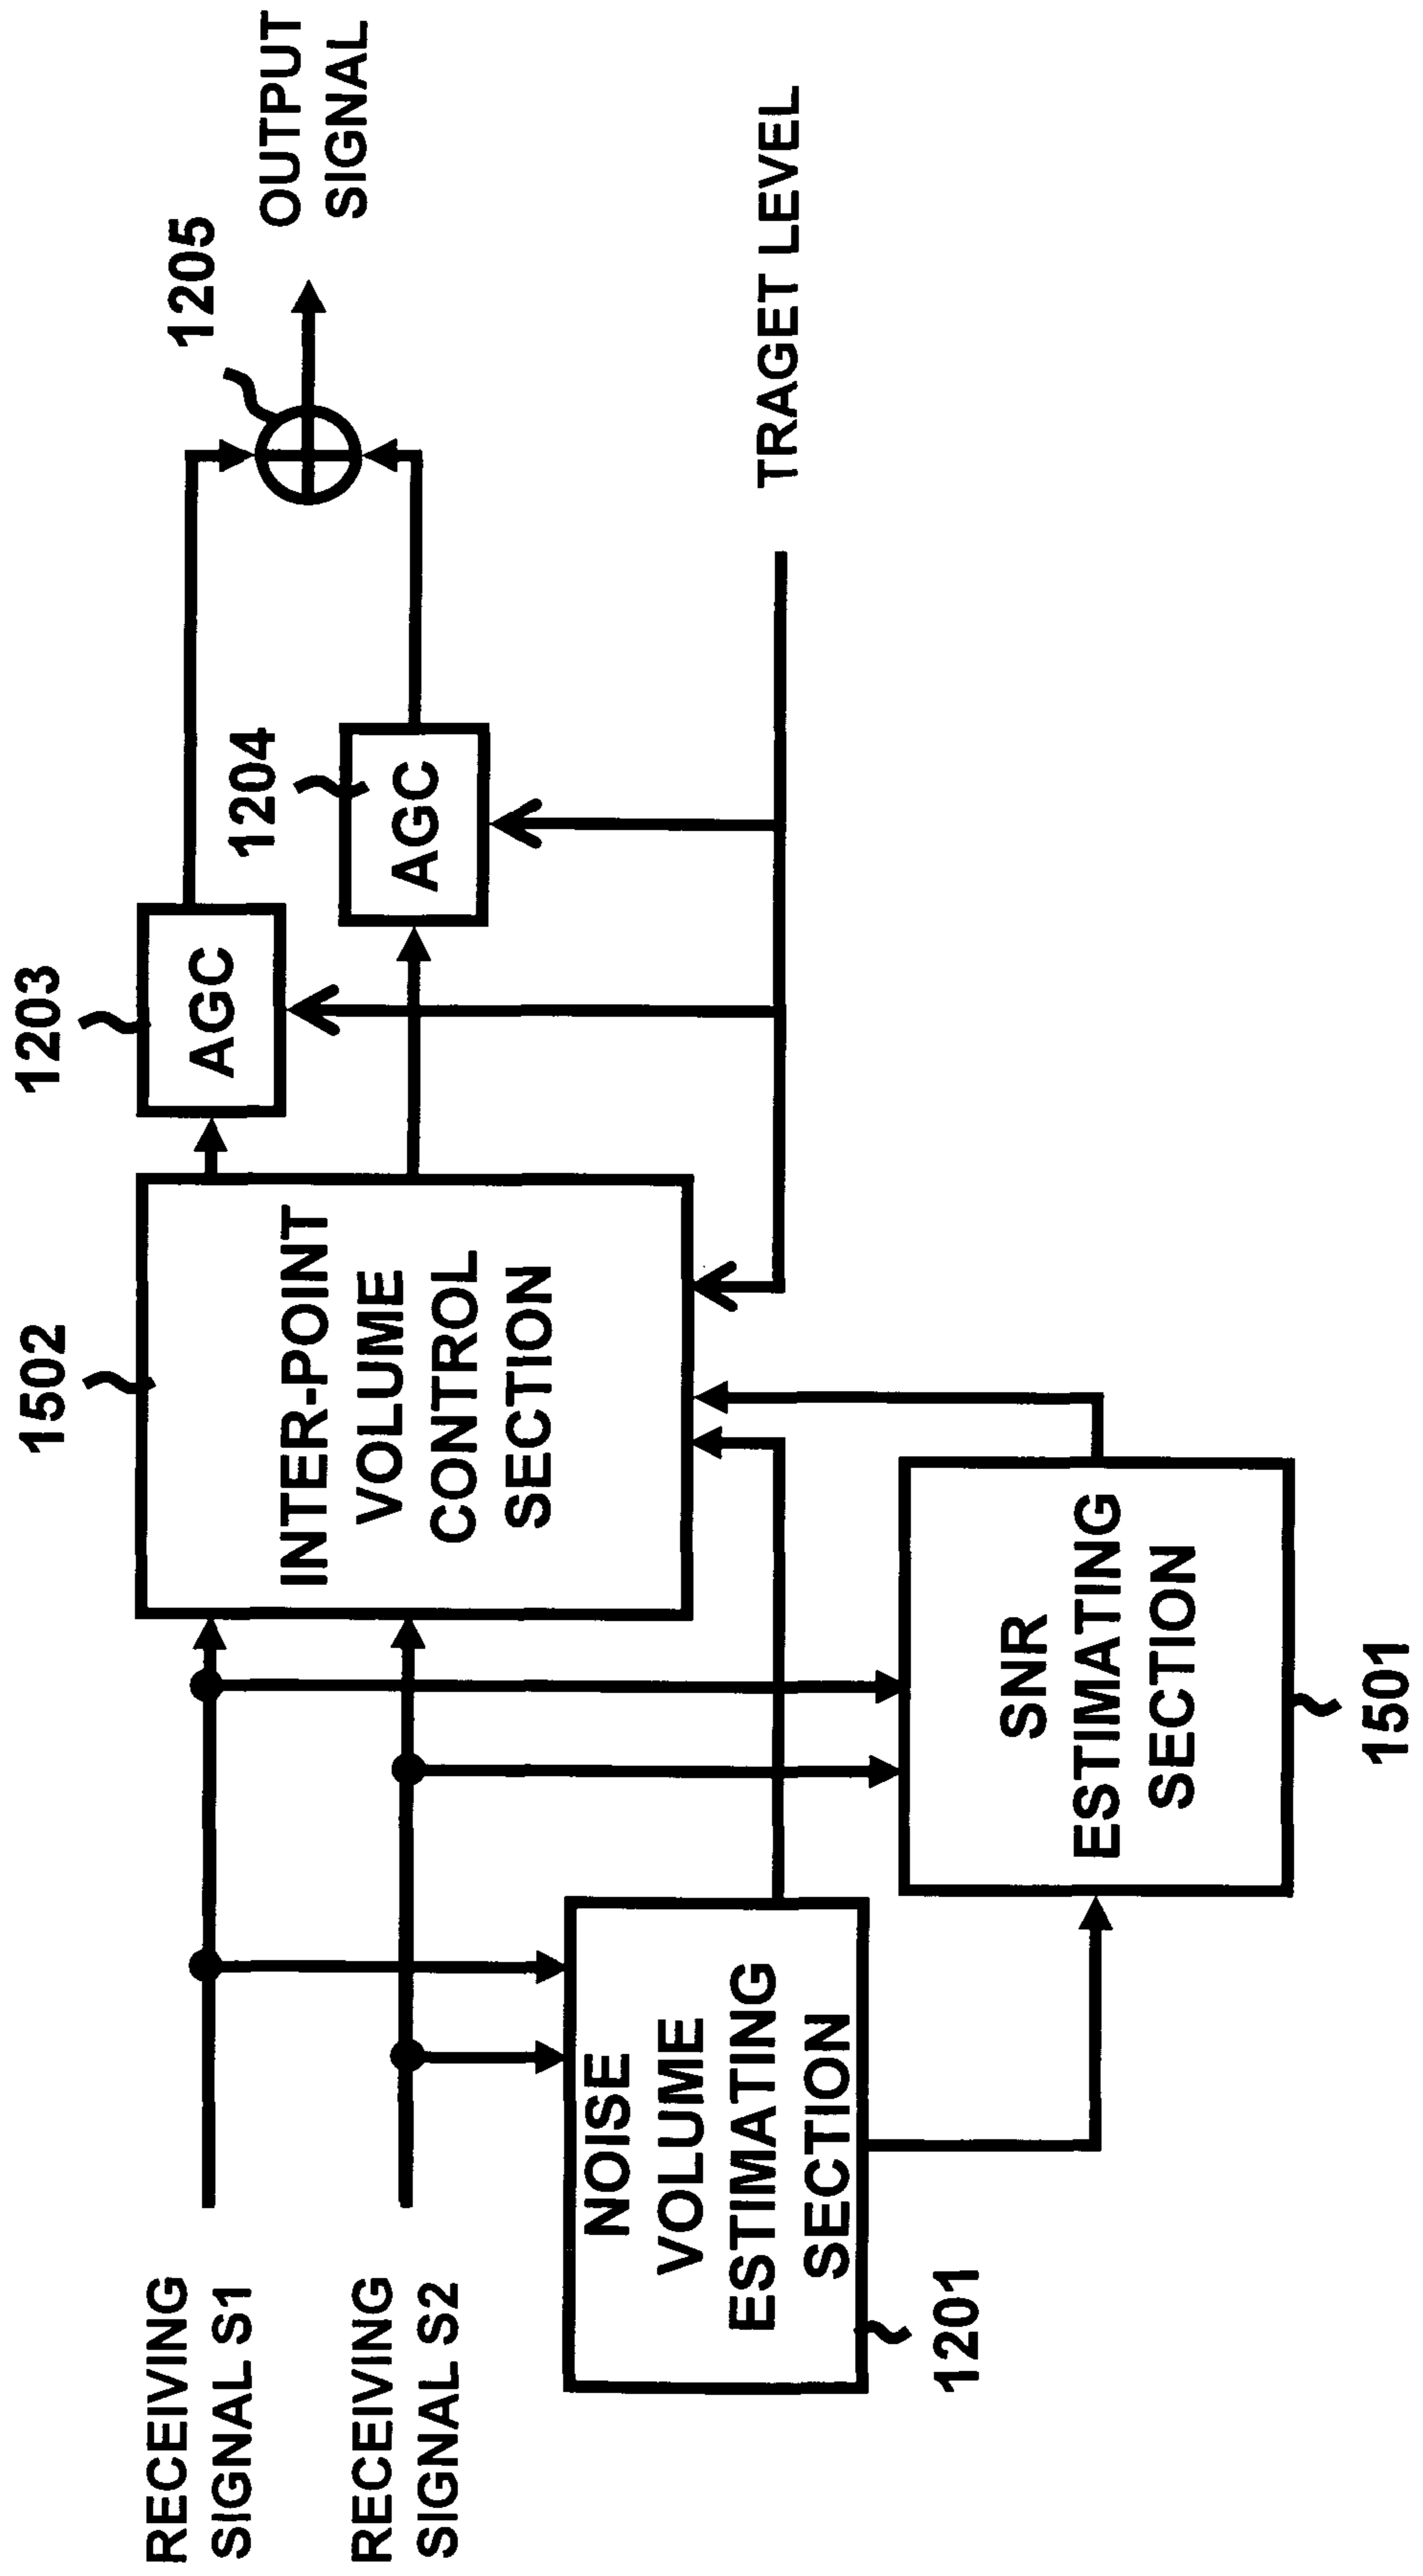 RECEIVING
SIGNAL S1
RECEIVING
SIGNAL S2
1502
INTER-POINT
VOLUME
CONTROL
SECTION
1203
AGC
1204
AGC
1205
OUTPUT
SIGNAL
TRAGET LEVEL
NOISE
VOLUME
ESTIMATING
SECTION
1201
SNR
ESTIMATING
SECTION
1501